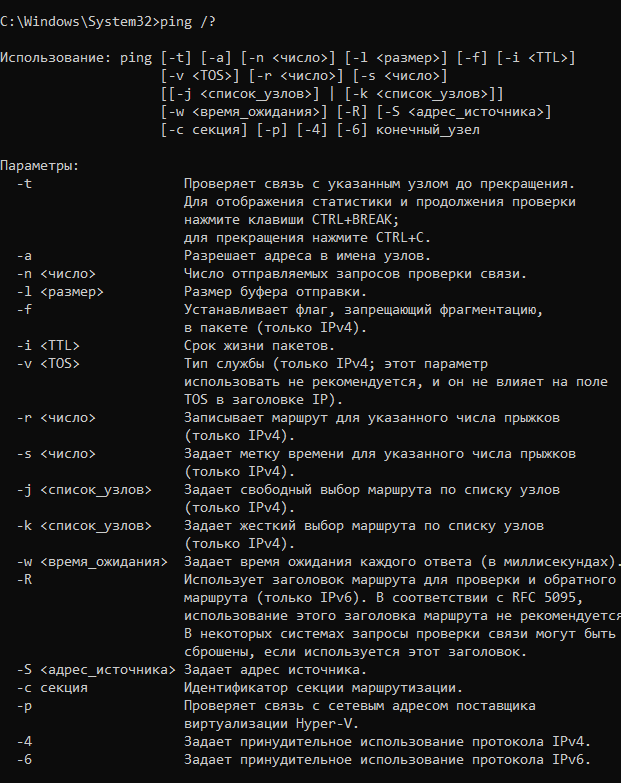 C:\Windows\System32>ping /?
Использование: ping [-t] [-a] [-n <число>] [-l <размер>] [-f] [-i <TTL>]
[-v <TOS>] [-r <число>] [-s <число>]
[[-j <список_узлов>] | [-k <список_узлов>]]
[-w <время_ожидания>] [-R] [-S <адрес_источника>]
[-c секция] [-p] [-4] [-6] конечный_узел
Параметры:
-t Проверяет связь с указанным узлом до прекращения.
Для отображения статистики и продолжения проверки
нажмите клавиши CTRL+BREAK;
для прекращения нажмите CTRL+C.
-a Разрешает адреса в имена узлов.
-n <число> Число отправляемых запросов проверки связи.
-l <размер> Размер буфера отправки.
-f Устанавливает флаг, запрещающий фрагментацию,
в пакете (только IPv4).
-i <TTL> Срок жизни пакетов.
-v <TOS> Тип службы (только IPv4; этот параметр
использовать не рекомендуется, и он не влияет на поле
TOS в заголовке IP).
-r <число> Записывает маршрут для указанного числа прыжков
(только IPv4).
-s <число> Задает метку времени для указанного числа прыжков
(только IPv4).
-j <список_узлов> Задает свободный выбор маршрута по списку узлов
(только IPv4).
-k <список_узлов> Задает жесткий выбор маршрута по списку узлов
(только IPv4).
-w <время_ожидания> Задает время ожидания каждого ответа (в миллисекундах).
-R Использует заголовок маршрута для проверки и обратного
маршрута (только IPv6). В соответствии с RFC 5095,
использование этого заголовка маршрута не рекомендуется
В некоторых системах запросы проверки связи могут быть
сброшены, если используется этот заголовок.
-S <адрес_источника> Задает адрес источника.
-c секция Идентификатор секции маршрутизации.
-p Проверяет связь с сетевым адресом поставщика
виртуализации Hyper-V.
-4 Задает принудительное использование протокола IPv4.
-6 Задает принудительное использование протокола IPv6.